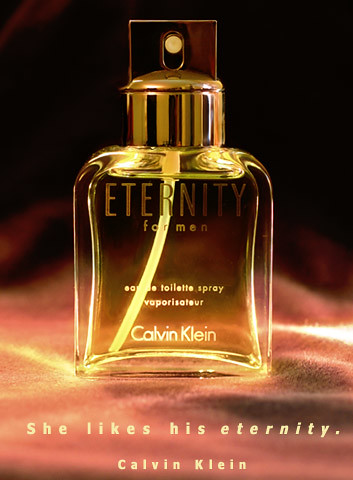 ETERNITY
for men
eau de toilette spray
vaporisateur
Calvin Klein
She likes his eternity.
Calvin Klein